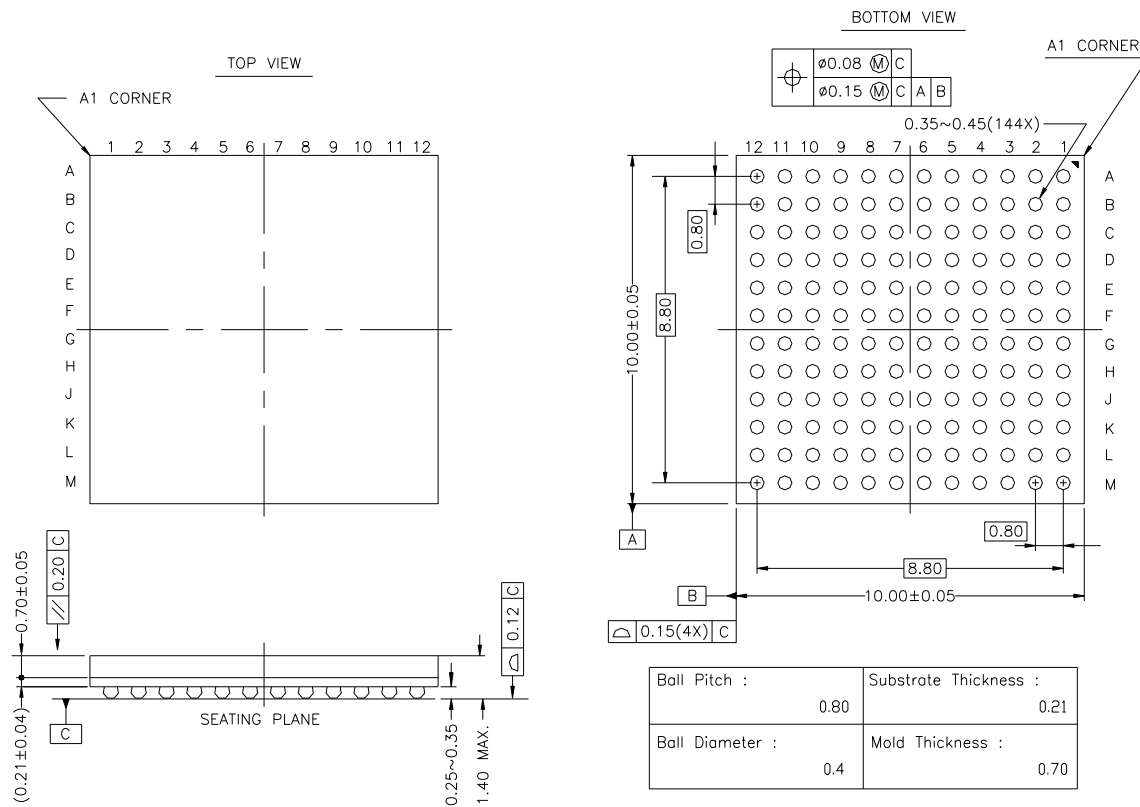 BOTTOM VIEW
A1 CORNER
TOP VIEW
A1 CORNER
⌀0.08 Ⓜ C
⌀0.15 Ⓜ C A B
0.35~0.45(144X)
1 2 3 4 5 6 7 8 9 10 11 12
A
B
C
D
E
F
G
H
J
K
L
M
12 11 10 9 8 7 6 5 4 3 2 1
A
B
C
D
E
F
G
H
J
K
L
M
0.80
8.80
10.00±0.05
A
0.80
8.80
B
10.00±0.05
⌓ 0.15(4X) C
0.70±0.05
(0.21±0.04)
// 0.20 C
C
SEATING PLANE
0.25~0.35
1.40 MAX.
⌓ 0.12 C
Ball Pitch :
0.80
Substrate Thickness :
0.21
Ball Diameter :
0.4
Mold Thickness :
0.70